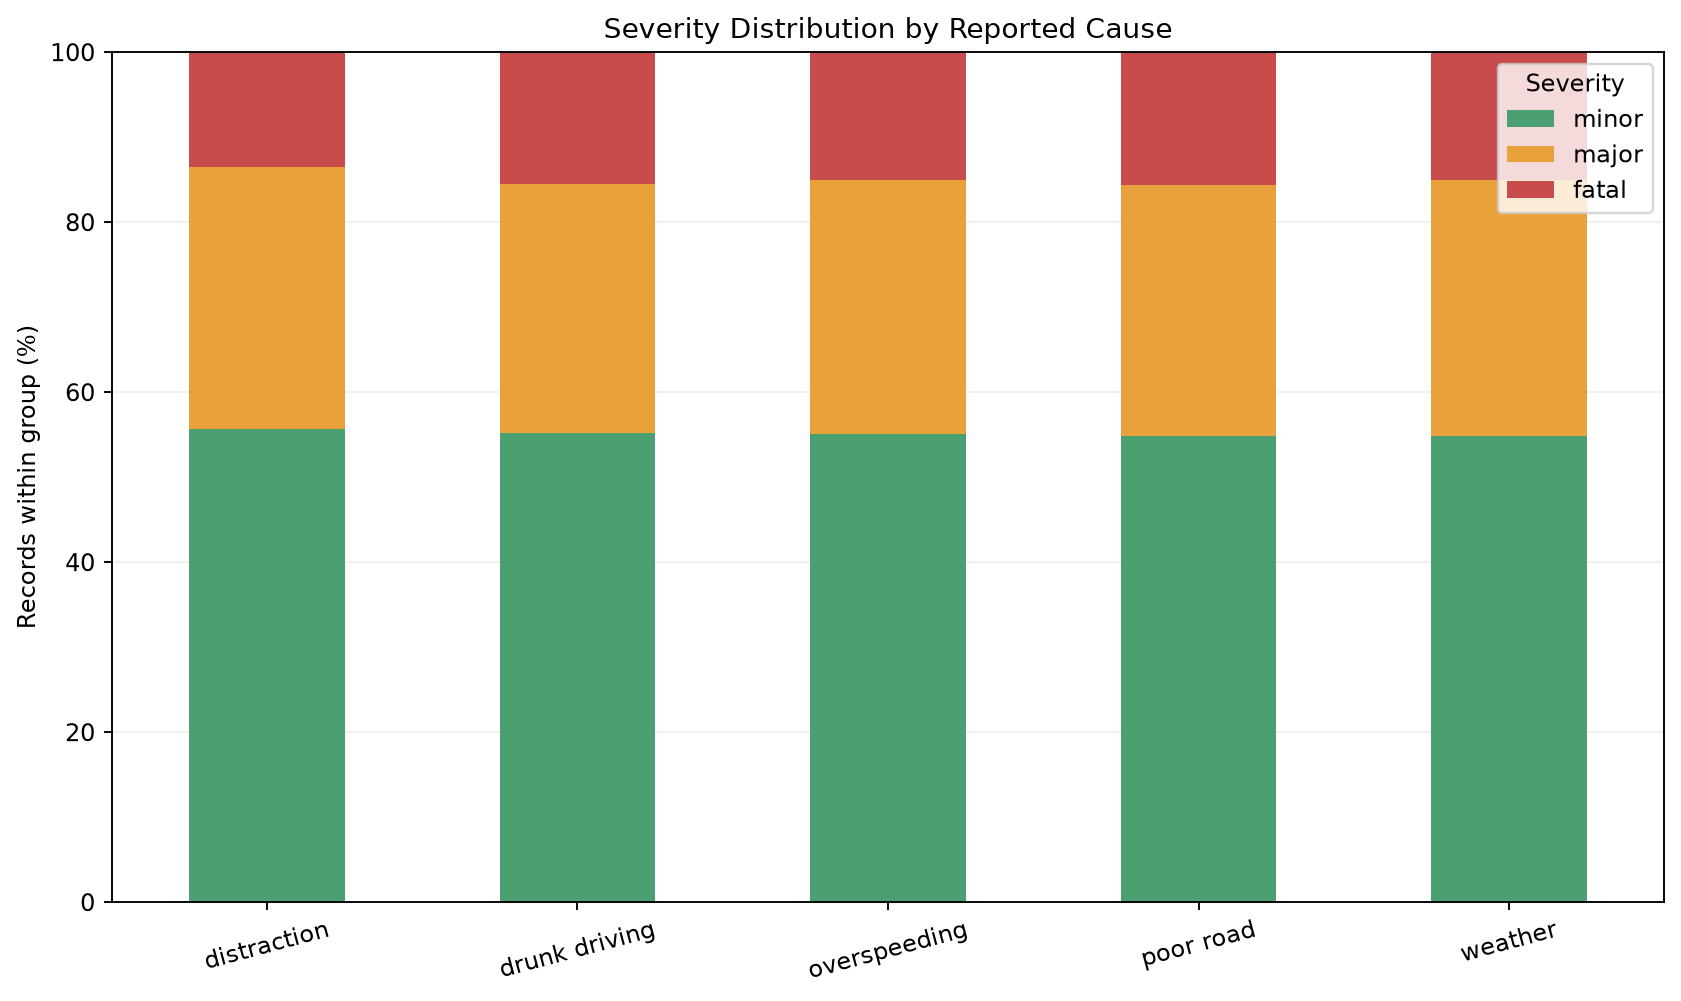 Severity Distribution by Reported Cause
Records within group (%)
100
80
60
40
20
0
Severity
minor
major
fatal
distraction
drunk driving
overspeeding
poor road
weather